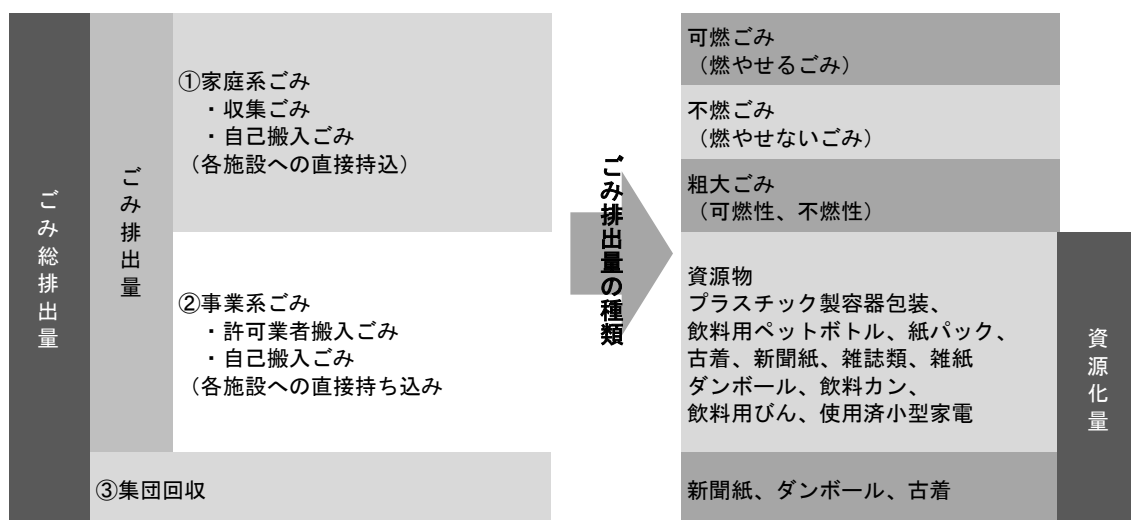 ごみ総排出量
ごみ排出量
①家庭系ごみ
・収集ごみ
・自己搬入ごみ
（各施設への直接持込）
②事業系ごみ
・許可業者搬入ごみ
・自己搬入ごみ
（各施設への直接持ち込み
③集団回収
ごみ排出量の種類
可燃ごみ
（燃やせるごみ）
不燃ごみ
（燃やせないごみ）
粗大ごみ
（可燃性、不燃性）
資源物
プラスチック製容器包装、
飲料用ペットボトル、紙パック、
古着、新聞紙、雑誌類、雑紙
ダンボール、飲料カン、
飲料用びん、使用済小型家電
新聞紙、ダンボール、古着
資源化量